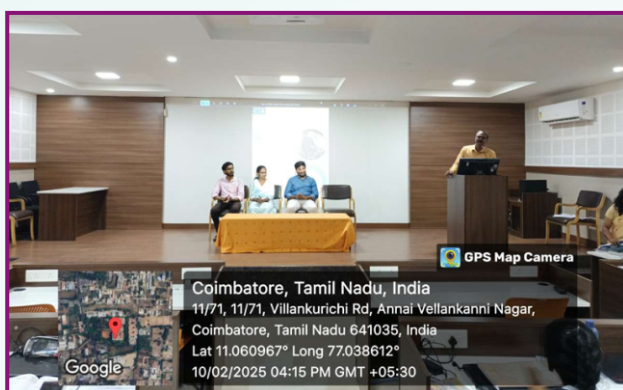 GPS Map Camera
Coimbatore, Tamil Nadu, India
11/71, 11/71, Villankurichi Rd, Annai Vellankanni Nagar,
Coimbatore, Tamil Nadu 641035, India
Lat 11.060967° Long 77.038612°
10/02/2025 04:15 PM GMT +05:30
Google